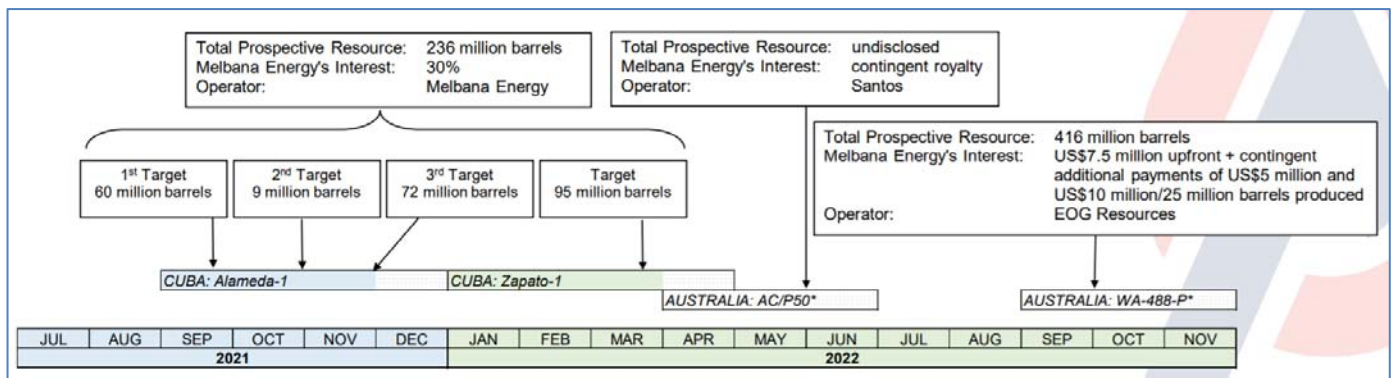 Total Prospective Resource: 236 million barrels
Melbana Energy's Interest: 30%
Operator: Melbana Energy
Total Prospective Resource: undisclosed
Melbana Energy's Interest: contingent royalty
Operator: Santos
Total Prospective Resource: 416 million barrels
Melbana Energy's Interest: US$7.5 million upfront + contingent
additional payments of US$5 million and
US$10 million/25 million barrels produced
Operator: EOG Resources
1st Target
60 million barrels
2nd Target
9 million barrels
3rd Target
72 million barrels
Target
95 million barrels
CUBA: Alameda-1
CUBA: Zapato-1
AUSTRALIA: AC/P50*
AUSTRALIA: WA-488-P*
JUL AUG SEP OCT NOV DEC JAN FEB MAR APR MAY JUN JUL AUG SEP OCT NOV
2021 2022